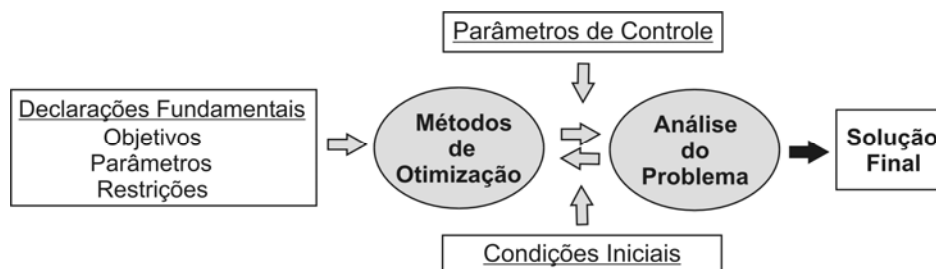 Parâmetros de Controle
Declarações Fundamentais
Objetivos
Parâmetros
Restrições
Métodos
de
Otimização
Análise
do
Problema
Solução
Final
Condições Iniciais